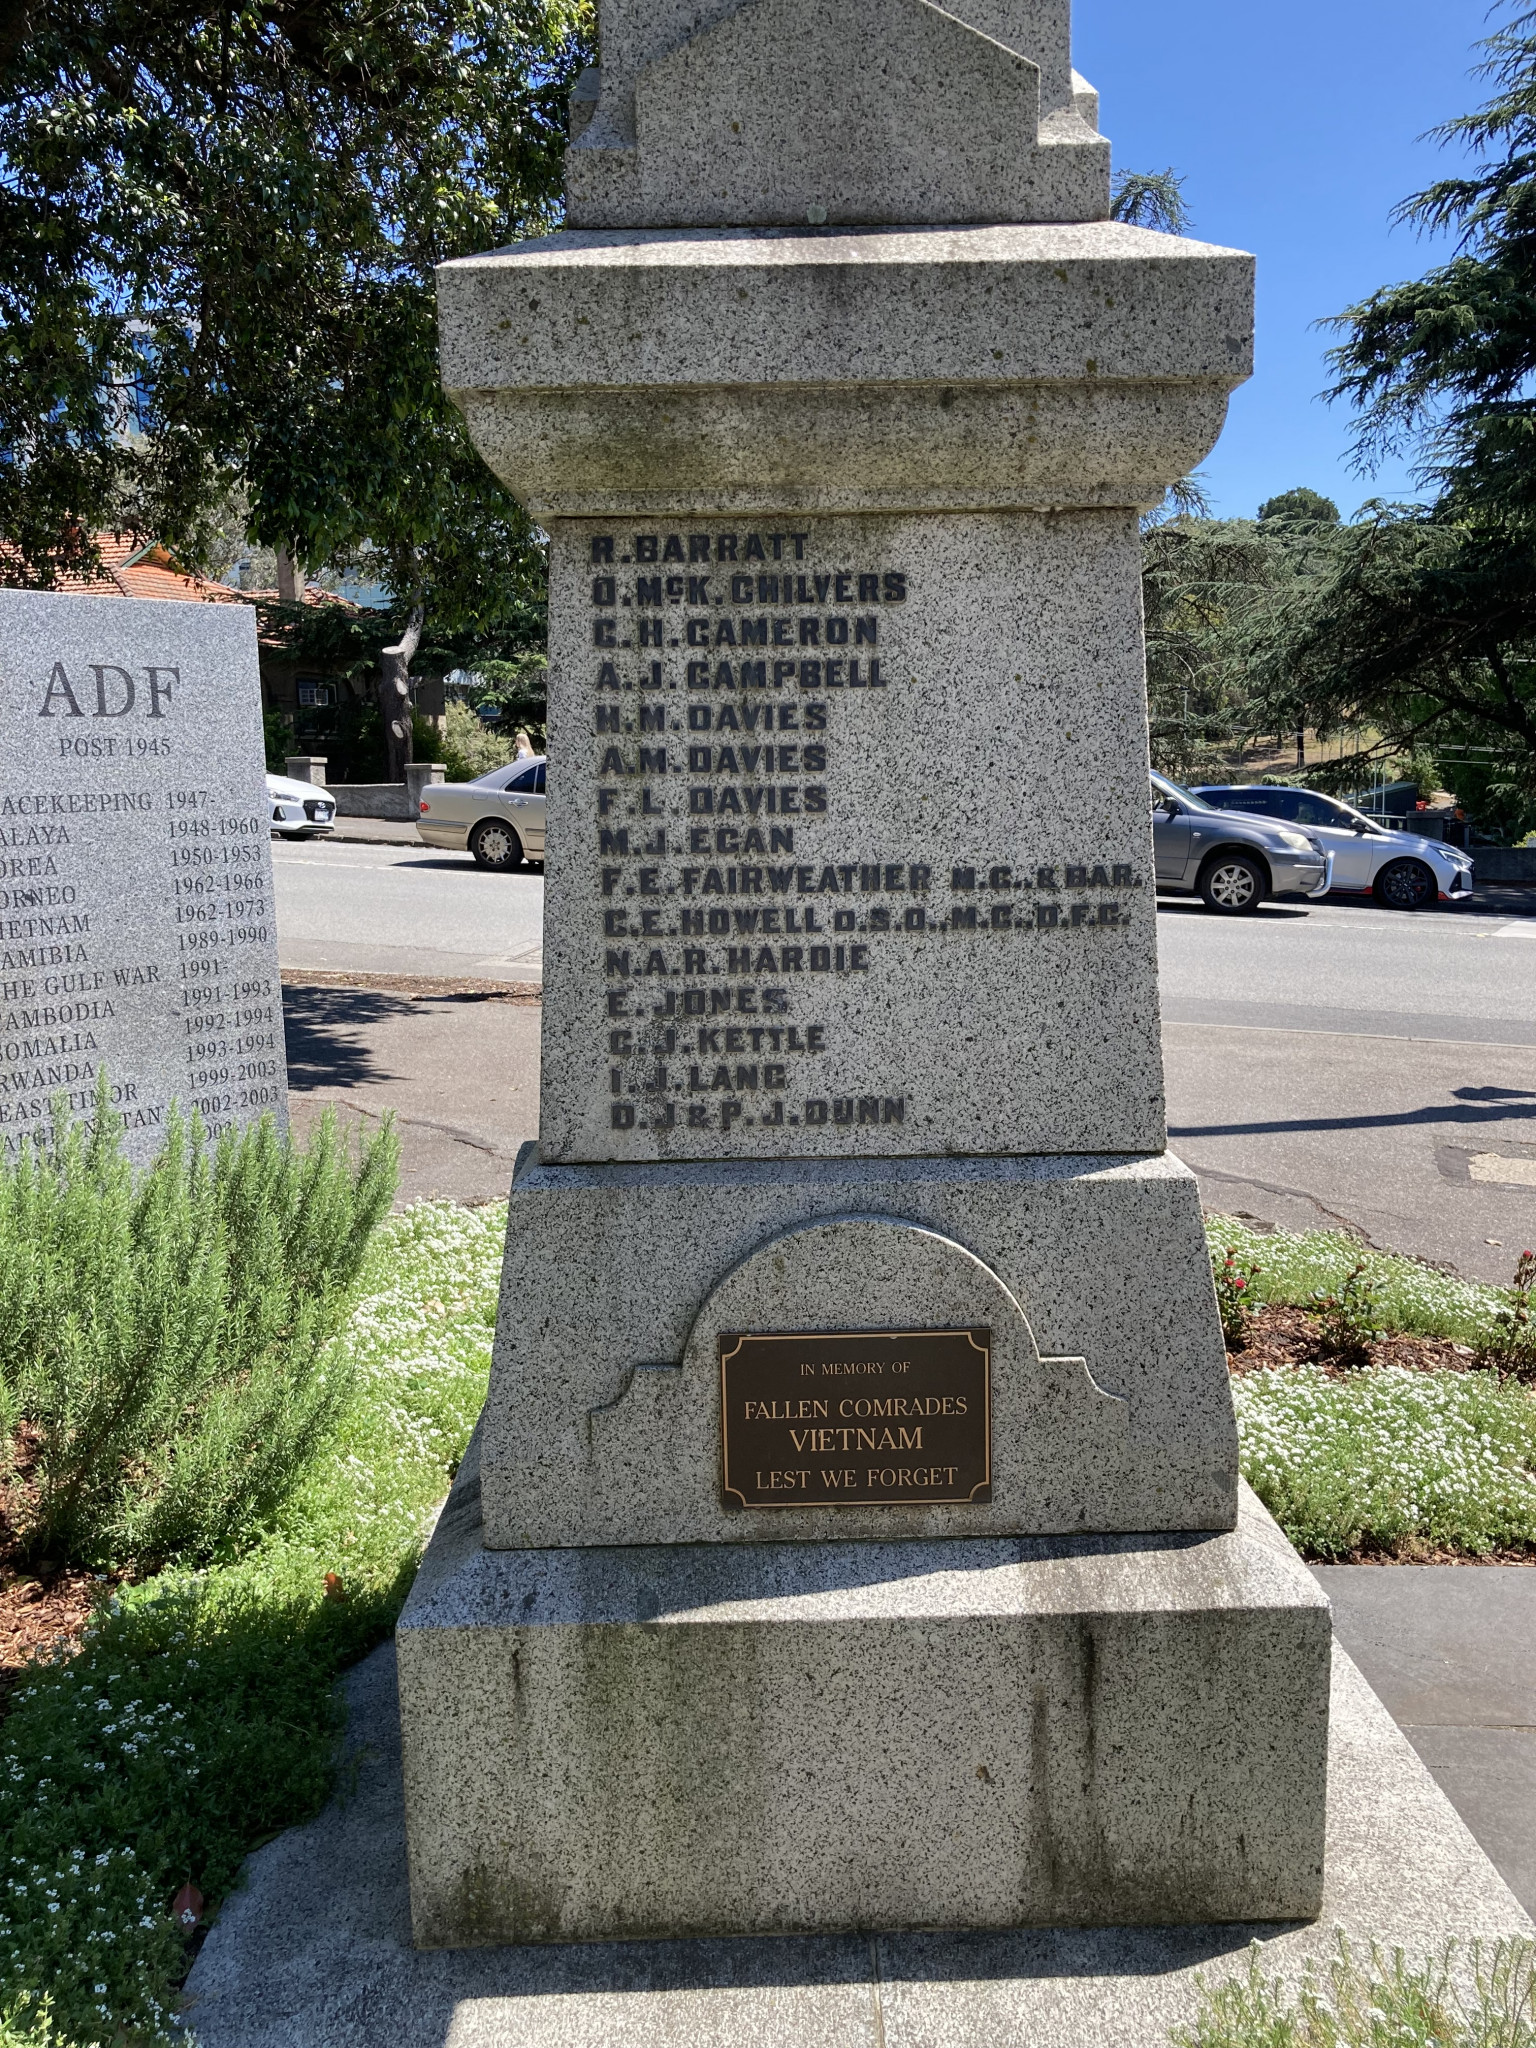 R. BARRATT
O. McK. CHILVERS
C. H. CAMERON
A. J. CAMPBELL
H. M. DAVIES
A. M. DAVIES
F. L. DAVIES
M. J. EGAN
F. E. FAIRWEATHER M.C., & BAR.
C. E. HOWELL D.S.O., M.C., D.F.C.
N. A. R. HARDIE
E. JONES
C. J. KETTLE
I. J. LANG
D. J & P. J. DUNN
IN MEMORY OF
FALLEN COMRADES
VIETNAM
LEST WE FORGET
ADF
POST 1945
ACEKEEPING 1947-
ALAYA 1948-1960
OREA 1950-1953
ORNEO 1962-1966
IETNAM 1962-1973
AMIBIA 1989-1990
HE GULF WAR 1991-
AMBODIA 1991-1993
SOMALIA 1992-1994
RWANDA 1993-1994
EAST TIMOR 1999-2003
2002-2003